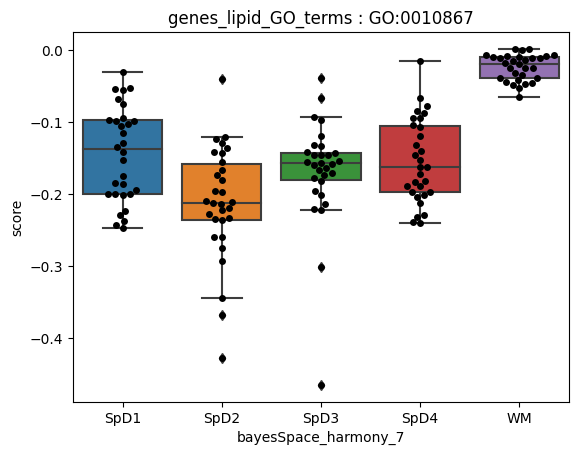 genes_lipid_GO_terms : GO:0010867
0.0
−0.1
−0.2
−0.3
−0.4
score
SpD1 SpD2 SpD3 SpD4 WM
bayesSpace_harmony_7